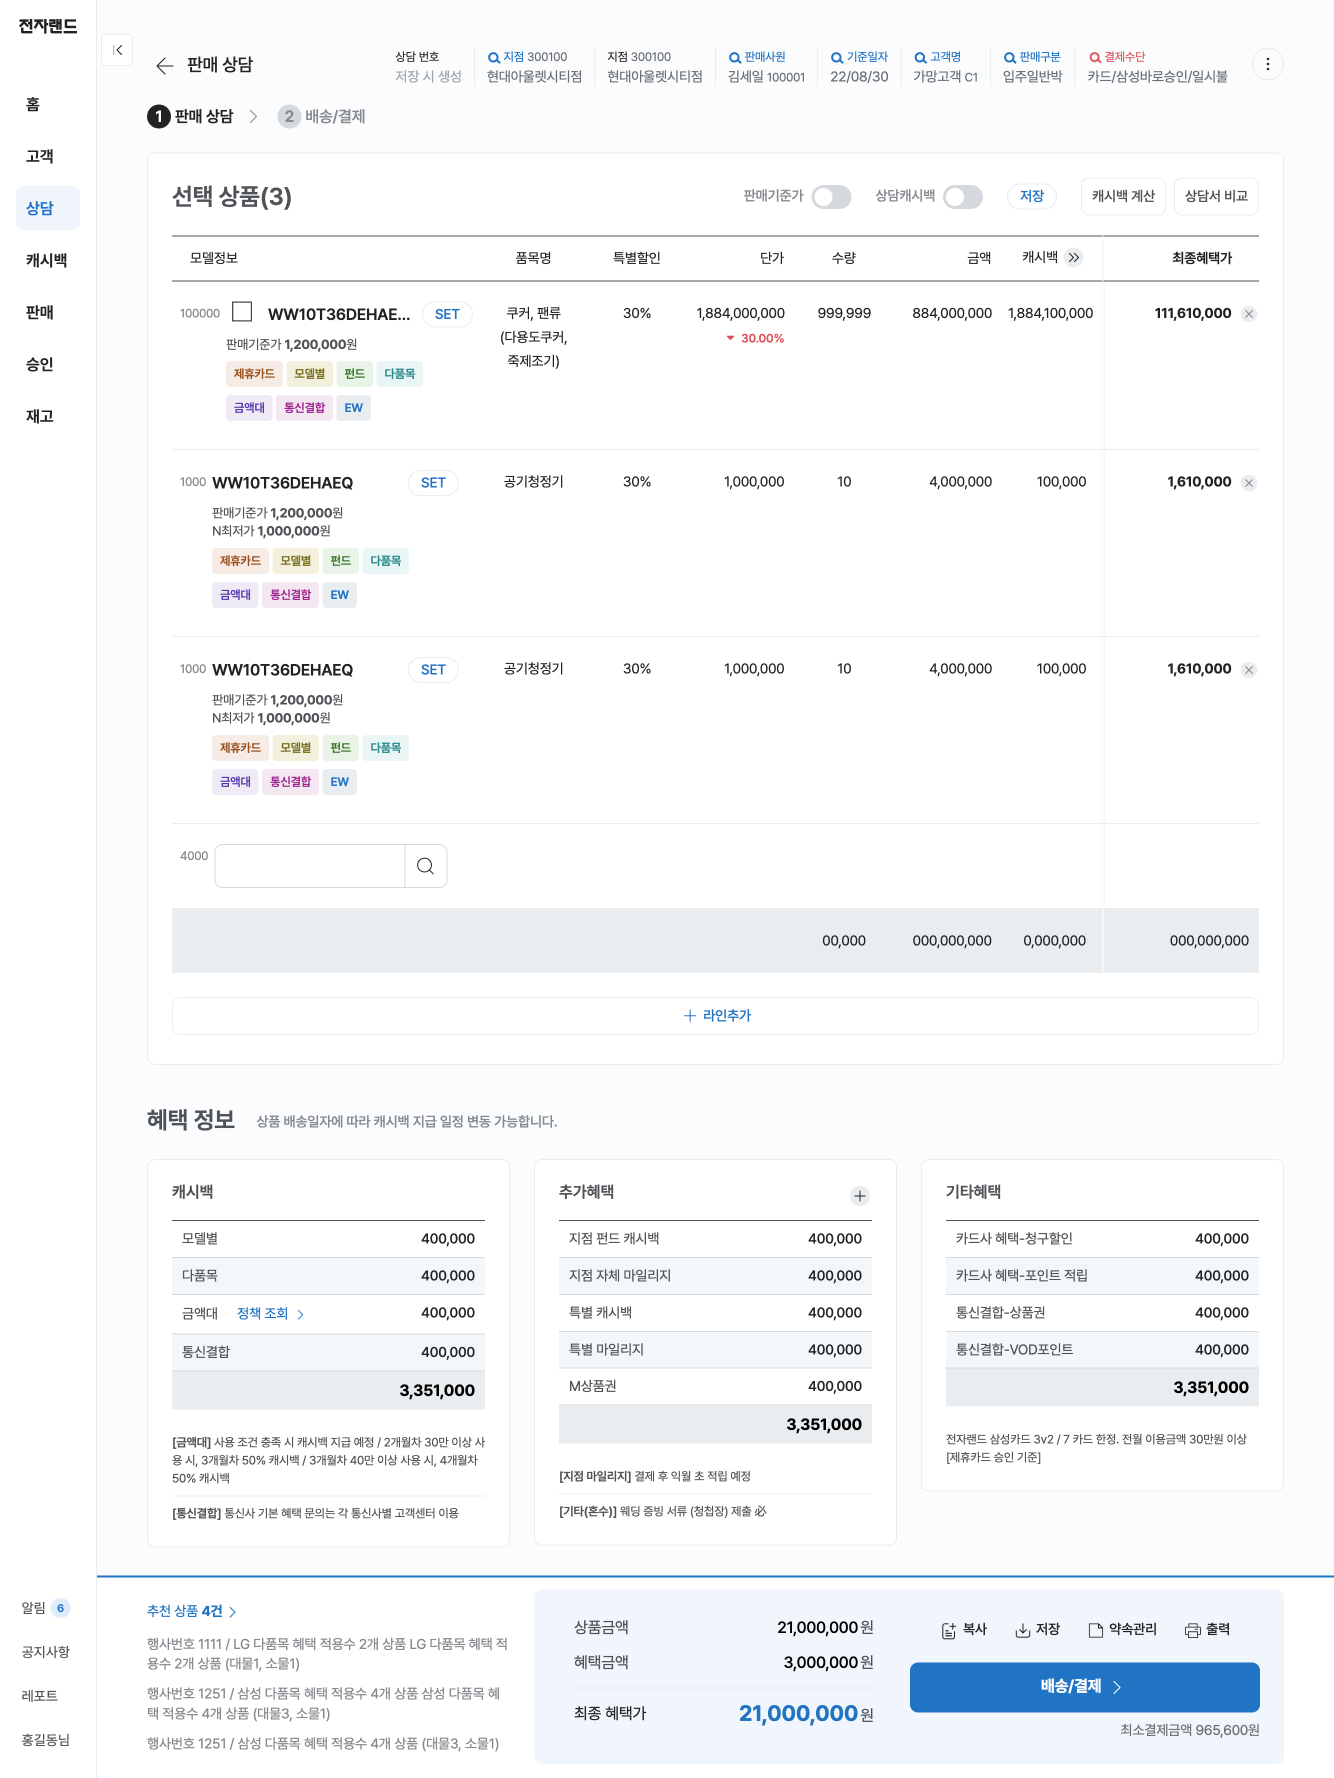 전자랜드
홈
고객
상담
캐시백
판매
승인
재고
알림 6
공지사항
레포트
홍길동님
판매 상담
상담 번호
저장 시 생성
지점 300100
현대아울렛시티점
지점 300100
현대아울렛시티점
판매사원
김세일 100001
기준일자
22/08/30
고객명
가망고객 C1
판매구분
입주일반박
결제수단
카드/삼성바로승인/일시불
1 판매 상담
2 배송/결제
선택 상품(3)
판매기준가
상담캐시백
저장
캐시백 계산
상담서 비교
모델정보 품목명 특별할인 단가 수량 금액 캐시백 최종혜택가
100000 WW10T36DEHAE... SET 쿠커, 팬류 30% 1,884,000,000 999,999 884,000,000 1,884,100,000 111,610,000
(다용도쿠커, 30.00%
판매기준가 1,200,000원
죽제조기)
제휴카드 모델별 펀드 다품목
금액대 통신결합 EW
1000 WW10T36DEHAEQ SET 공기청정기 30% 1,000,000 10 4,000,000 100,000 1,610,000
판매기준가 1,200,000원
N최저가 1,000,000원
제휴카드 모델별 펀드 다품목
금액대 통신결합 EW
1000 WW10T36DEHAEQ SET 공기청정기 30% 1,000,000 10 4,000,000 100,000 1,610,000
판매기준가 1,200,000원
N최저가 1,000,000원
제휴카드 모델별 펀드 다품목
금액대 통신결합 EW
4000
00,000 000,000,000 0,000,000 000,000,000
라인추가
혜택 정보 상품 배송일자에 따라 캐시백 지급 일정 변동 가능합니다.
캐시백
모델별 400,000
다품목 400,000
금액대 정책 조회 400,000
통신결합 400,000
3,351,000
[금액대] 사용 조건 충족 시 캐시백 지급 예정 / 2개월차 30만 이상 사
용 시, 3개월차 50% 캐시백 / 3개월차 40만 이상 사용 시, 4개월차
50% 캐시백
[통신결합] 통신사 기본 혜택 문의는 각 통신사별 고객센터 이용
추가혜택
지점 펀드 캐시백 400,000
지점 자체 마일리지 400,000
특별 캐시백 400,000
특별 마일리지 400,000
M상품권 400,000
3,351,000
[지점 마일리지] 결제 후 익월 초 적립 예정
[기타(혼수)] 웨딩 증빙 서류 (청첩장) 제출 必
기타혜택
카드사 혜택-청구할인 400,000
카드사 혜택-포인트 적립 400,000
통신결합-상품권 400,000
통신결합-VOD포인트 400,000
3,351,000
전자랜드 삼성카드 3v2 / 7 카드 한정. 전월 이용금액 30만원 이상
[제휴카드 승인 기준]
추천 상품 4건
행사번호 1111 / LG 다품목 혜택 적용수 2개 상품 LG 다품목 혜택 적
용수 2개 상품 (대물1, 소물1)
행사번호 1251 / 삼성 다품목 혜택 적용수 4개 상품 삼성 다품목 혜
택 적용수 4개 상품 (대물3, 소물1)
행사번호 1251 / 삼성 다품목 혜택 적용수 4개 상품 (대물3, 소물1)
상품금액 21,000,000원
혜택금액 3,000,000원
최종 혜택가 21,000,000원
복사 저장 약속관리 출력
배송/결제
최소결제금액 965,600원